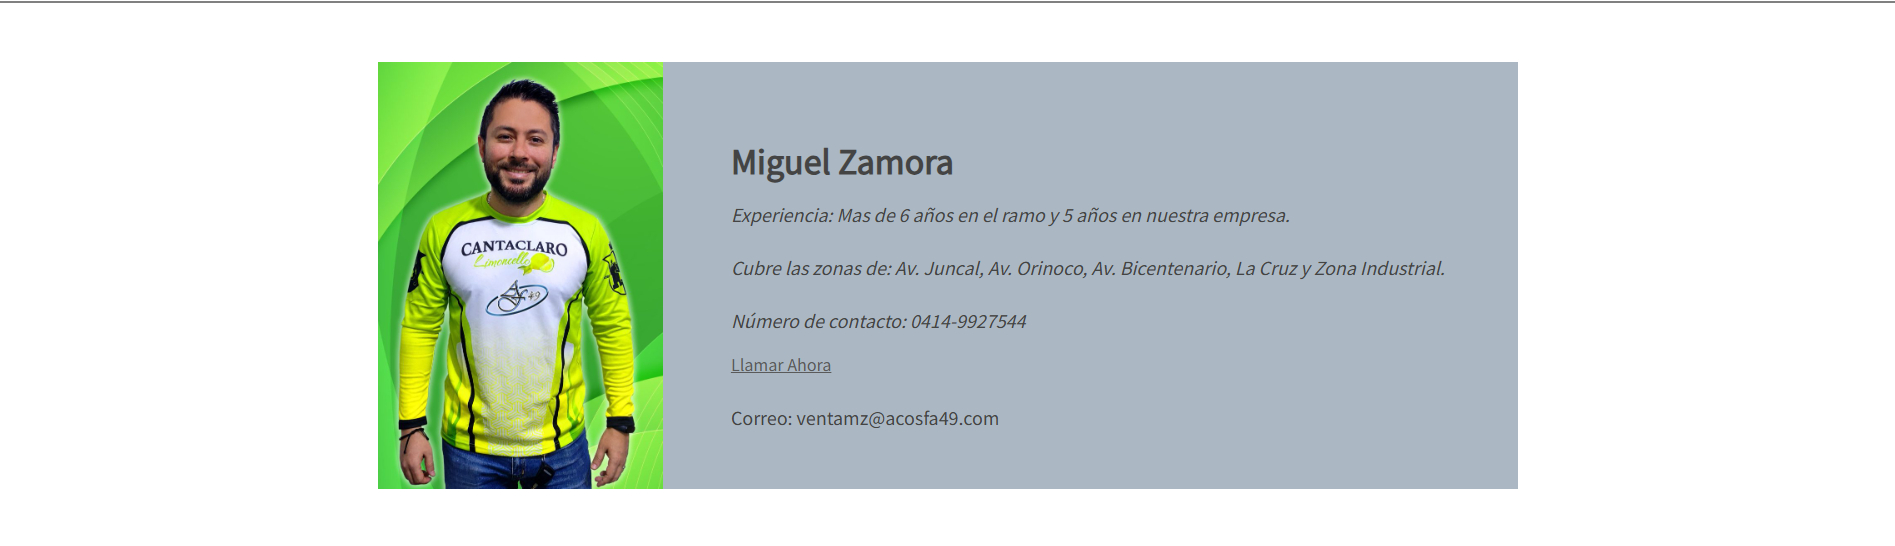 CANTACLARO
Limoncello
Af 49
Miguel Zamora
Experiencia: Mas de 6 años en el ramo y 5 años en nuestra empresa.
Cubre las zonas de: Av. Juncal, Av. Orinoco, Av. Bicentenario, La Cruz y Zona Industrial.
Número de contacto: 0414-9927544
Llamar Ahora
Correo: ventamz@acosfa49.com